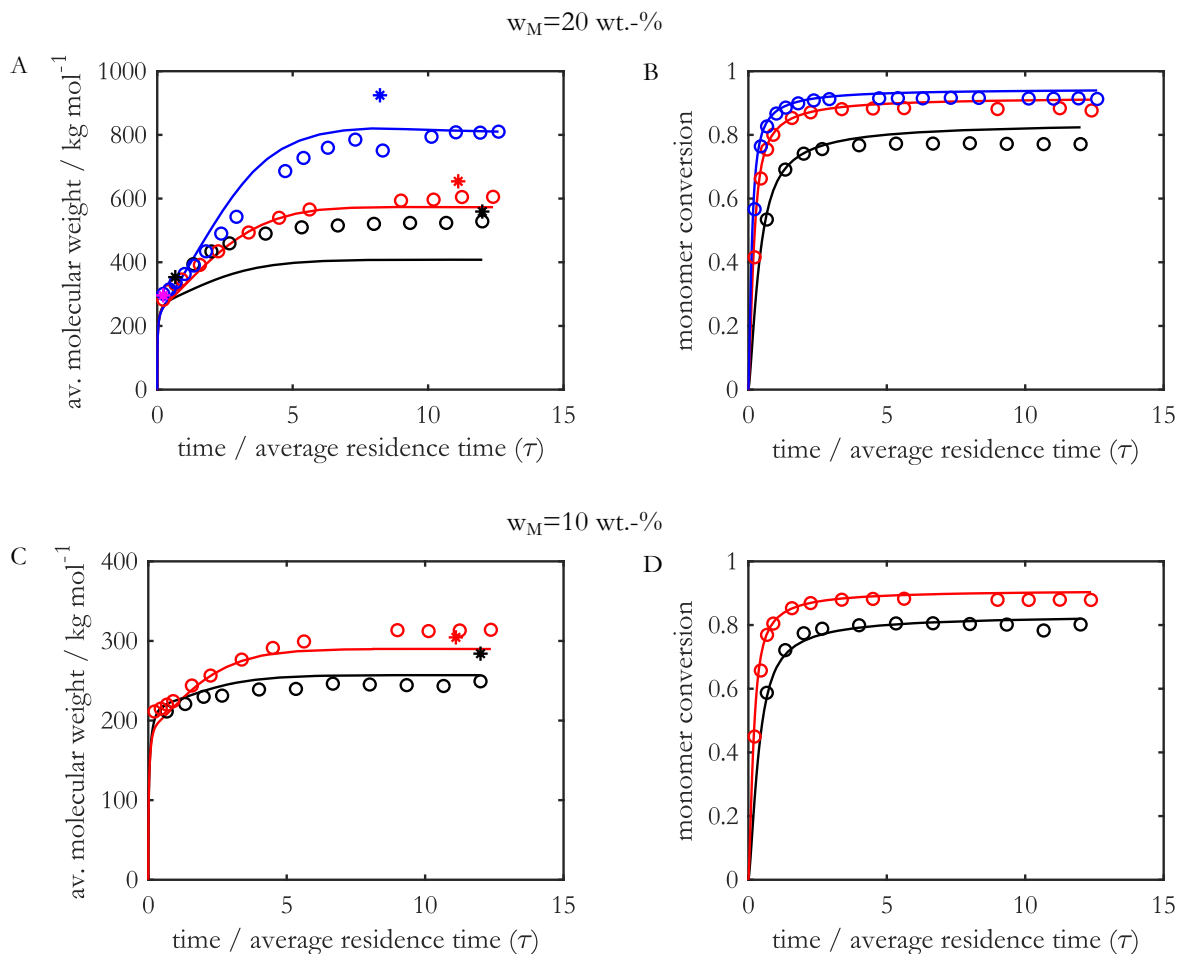 w_M=20 wt.-%
A
av. molecular weight / kg mol^-1
1000
800
600
400
200
0
0 5 10 15
time / average residence time (τ)
B
monomer conversion
1
0.8
0.6
0.4
0.2
0
0 5 10 15
time / average residence time (τ)
w_M=10 wt.-%
C
av. molecular weight / kg mol^-1
400
300
200
100
0
0 5 10 15
time / average residence time (τ)
D
monomer conversion
1
0.8
0.6
0.4
0.2
0
0 5 10 15
time / average residence time (τ)